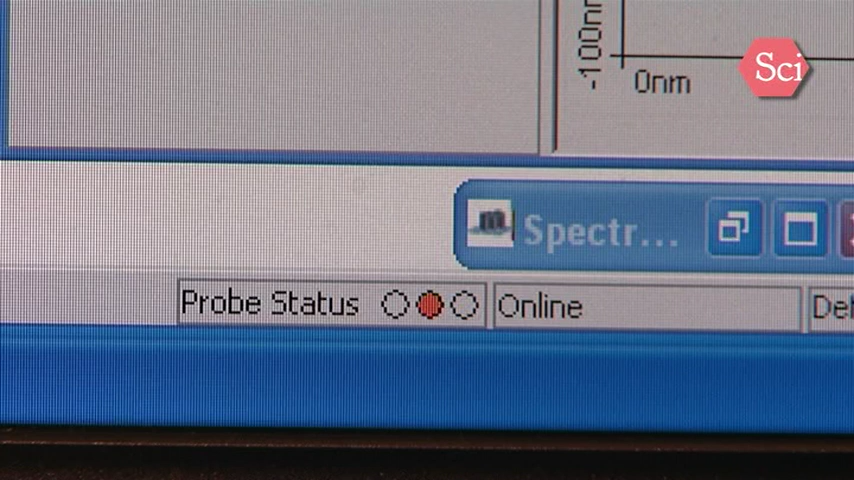 -100nm
0nm
Sci
Spectr...
Probe Status
Online